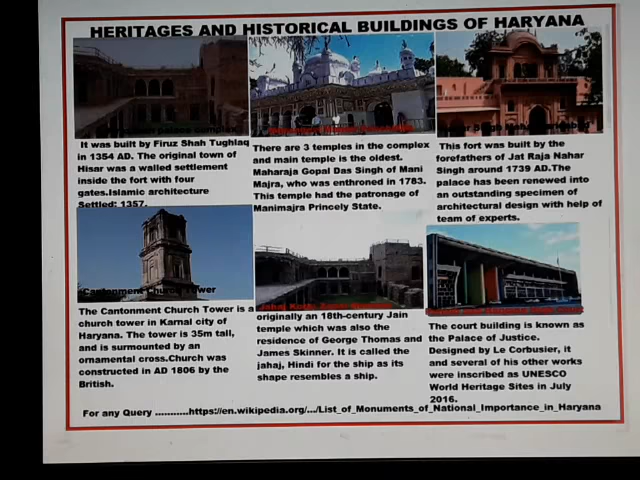 HERITAGES AND HISTORICAL BUILDINGS OF HARYANA
It was built by Firuz Shah Tughlaq
in 1354 AD. The original town of
Hisar was a walled settlement
inside the fort with four
gates.Islamic architecture
Settled: 1357.
There are 3 temples in the complex
and main temple is the oldest.
Maharaja Gopal Das Singh of Mani
Majra, who was enthroned in 1783.
This temple had the patronage of
Manimajra Princely State.
This fort was built by the
forefathers of Jat Raja Nahar
Singh around 1739 AD.The
palace has been renewed into
an outstanding specimen of
architectural design with help of
team of experts.
Cantonment Church Tower
The Cantonment Church Tower is a
church tower in Karnal city of
Haryana. The tower is 35m tall,
and is surmounted by an
ornamental cross.Church was
constructed in AD 1806 by the
British.
originally an 18th-century Jain
temple which was also the
residence of George Thomas and
James Skinner. It is called the
jahaj, Hindi for the ship as its
shape resembles a ship.
The court building is known as
the Palace of Justice.
Designed by Le Corbusier, it
and several of his other works
were inscribed as UNESCO
World Heritage Sites in July
2016.
For any Query ...........https://en.wikipedia.org/.../List_of_Monuments_of_National_Importance_in_Haryana